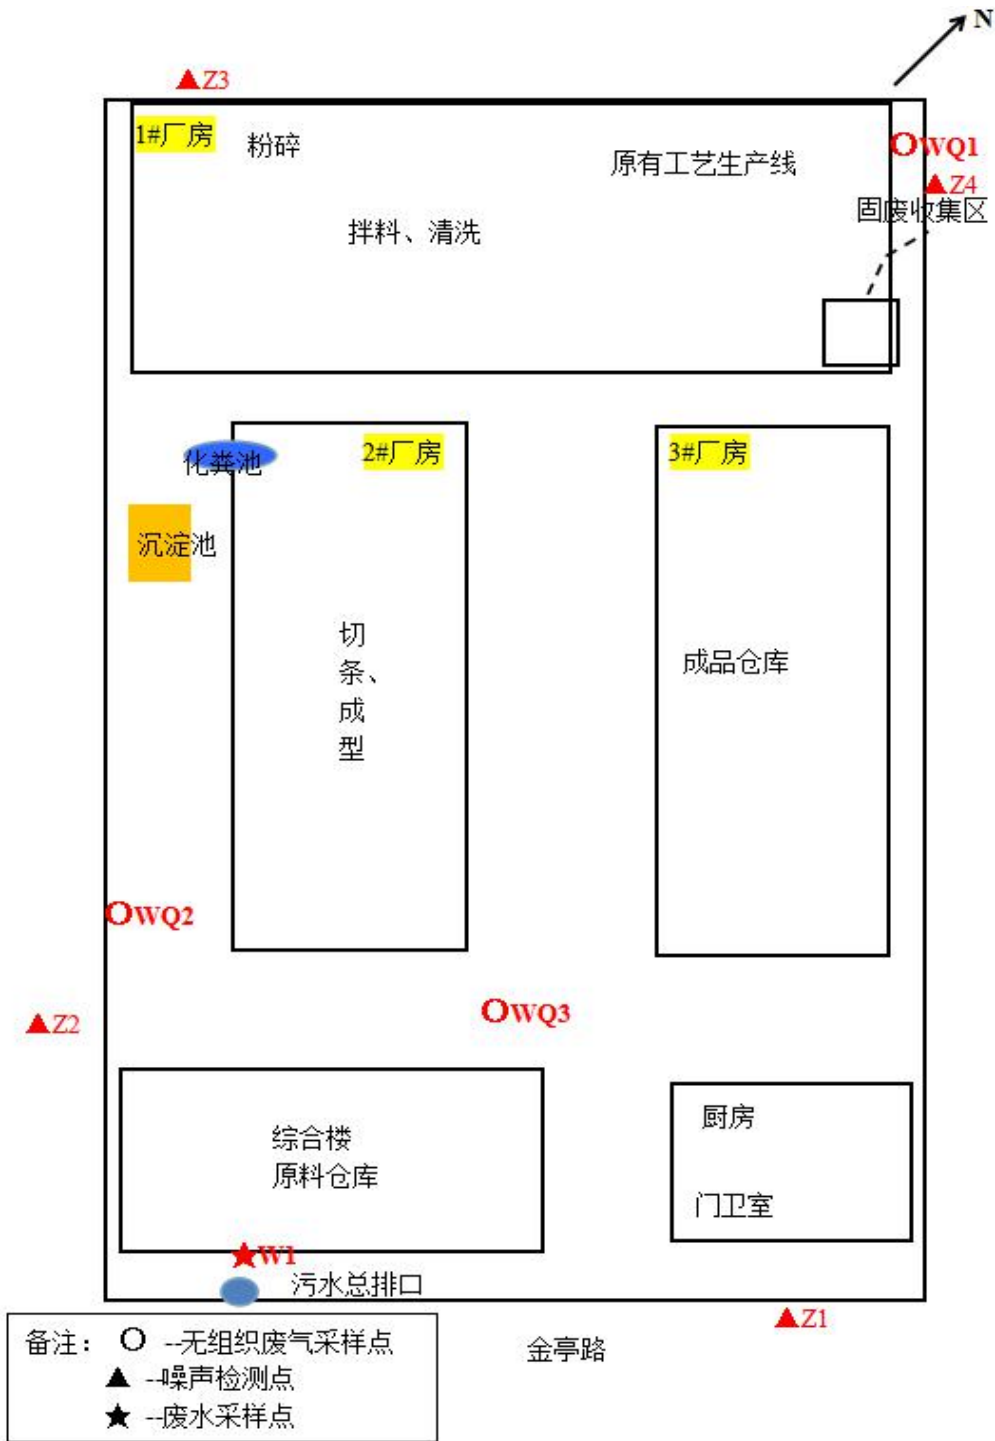 N
Z3
1#厂房
粉碎
原有工艺生产线
WQ1
Z4
固废收集区
拌料、清洗
化粪池
2#厂房
3#厂房
沉淀池
切
条、
成
型
成品仓库
WQ2
WQ3
Z2
综合楼
原料仓库
厨房
门卫室
W1
污水总排口
Z1
金亭路
备注： --无组织废气采样点
--噪声检测点
--废水采样点